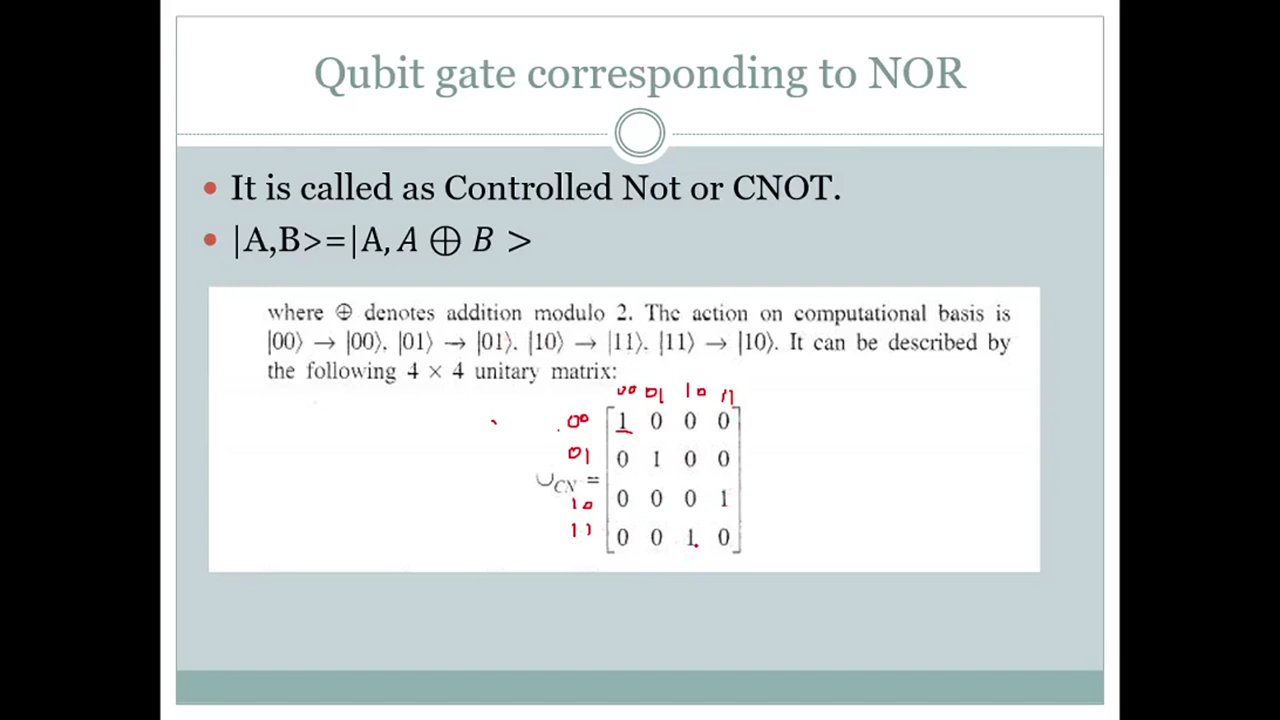 Qubit gate corresponding to NOR
• It is called as Controlled Not or CNOT.
• |A,B>=|A, A ⊕ B >
where ⊕ denotes addition modulo 2. The action on computational basis is
|00⟩ → |00⟩, |01⟩ → |01⟩, |10⟩ → |11⟩, |11⟩ → |10⟩. It can be described by
the following 4 × 4 unitary matrix:
00 01 10 11
00 1 0 0 0
01 0 1 0 0
∪CN =
10 0 0 0 1
11 0 0 1 0